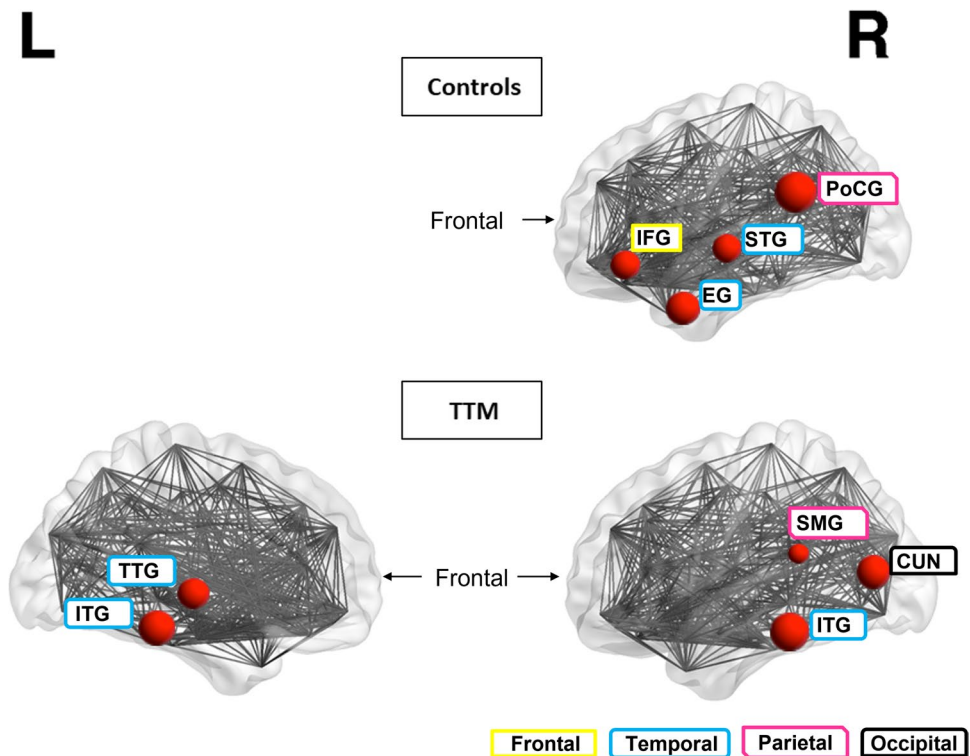 L
R
Controls
PoCG
Frontal
IFG
STG
EG
TTM
SMG
TTG
CUN
Frontal
ITG
ITG
Frontal
Temporal
Parietal
Occipital